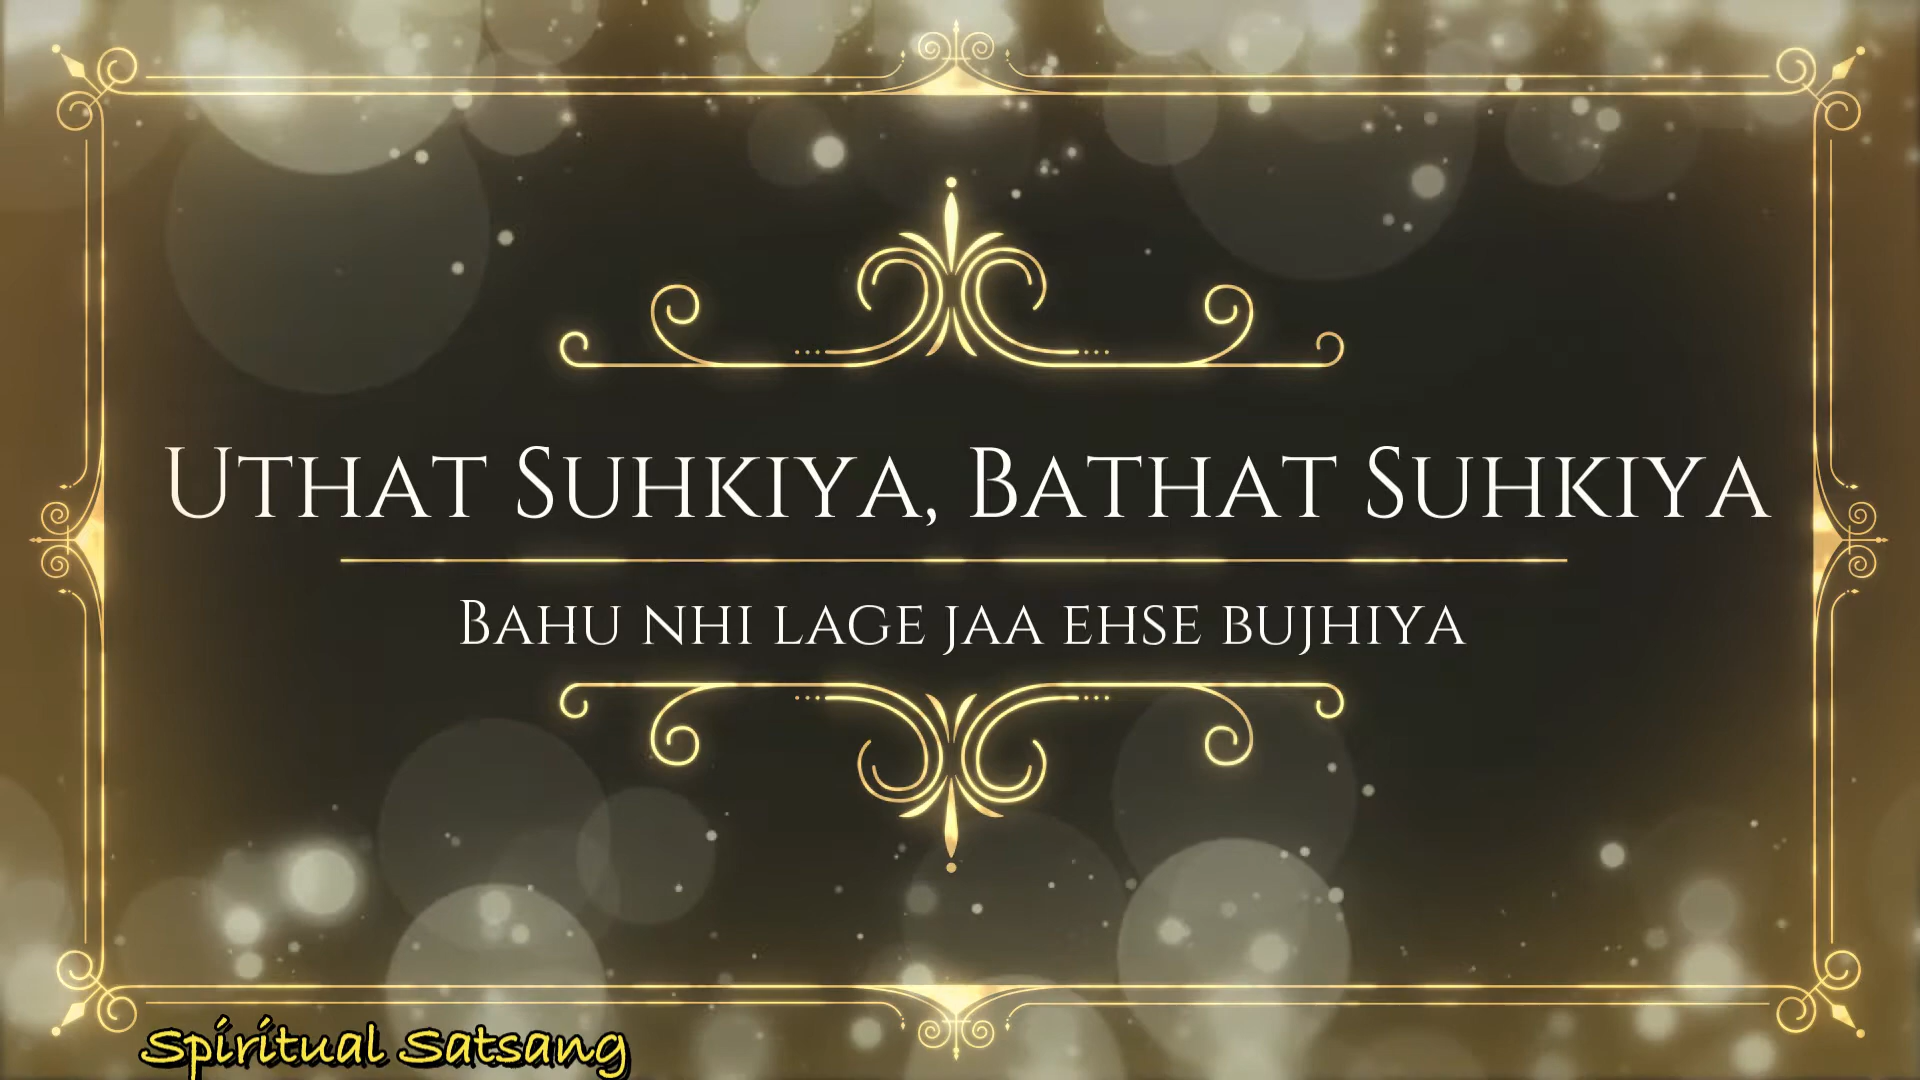 Uthat Suhkiya, Bathat Suhkiya
Bahu nhi lage jaa ehse bujhiya
Spiritual Satsang